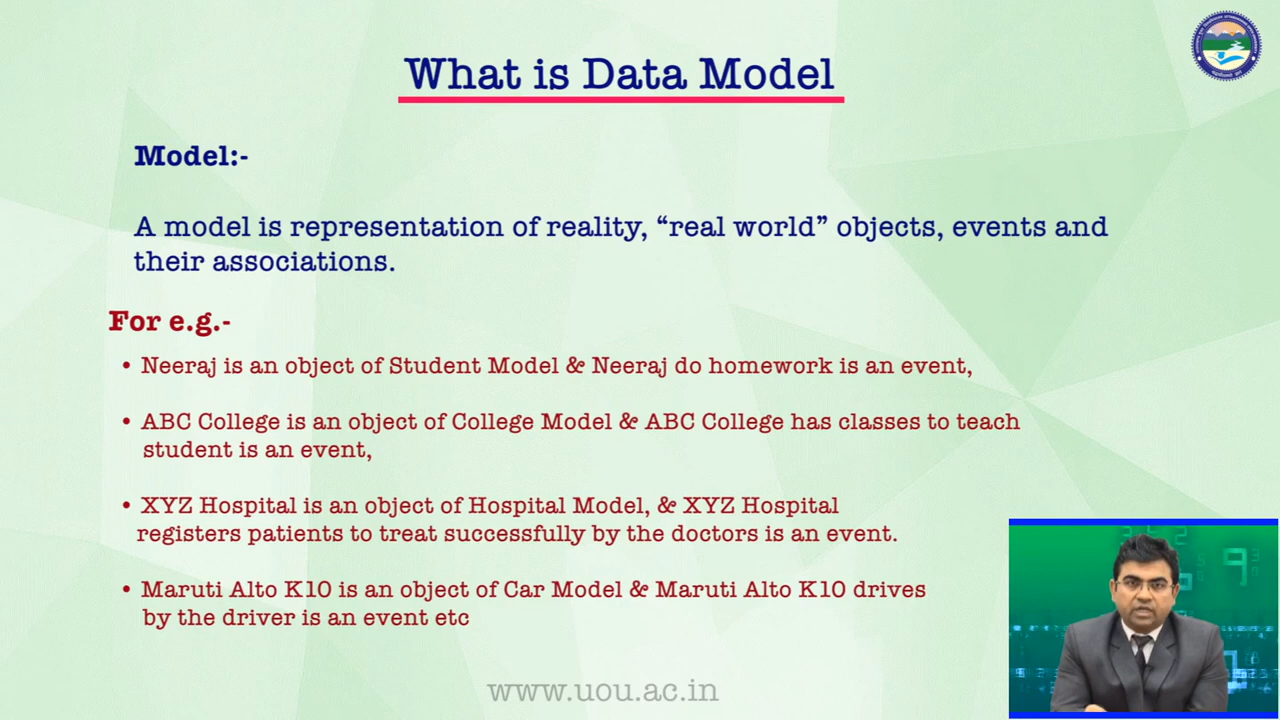 What is Data Model
Model:-
A model is representation of reality, “real world” objects, events and
their associations.
For e.g.-
• Neeraj is an object of Student Model & Neeraj do homework is an event,
• ABC College is an object of College Model & ABC College has classes to teach
student is an event,
• XYZ Hospital is an object of Hospital Model, & XYZ Hospital
registers patients to treat successfully by the doctors is an event.
• Maruti Alto K10 is an object of Car Model & Maruti Alto K10 drives
by the driver is an event etc
www.uou.ac.in